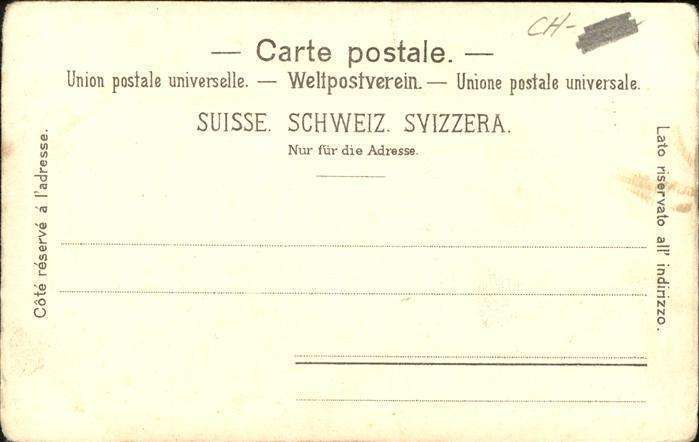 CH-
— Carte postale. —
Union postale universelle. — Weltpostverein. — Unione postale universale.
SUISSE. SCHWEIZ. SVIZZERA.
Nur für die Adresse.
Côté réservé á l'adresse.
Lato riservato all' indirizzo.